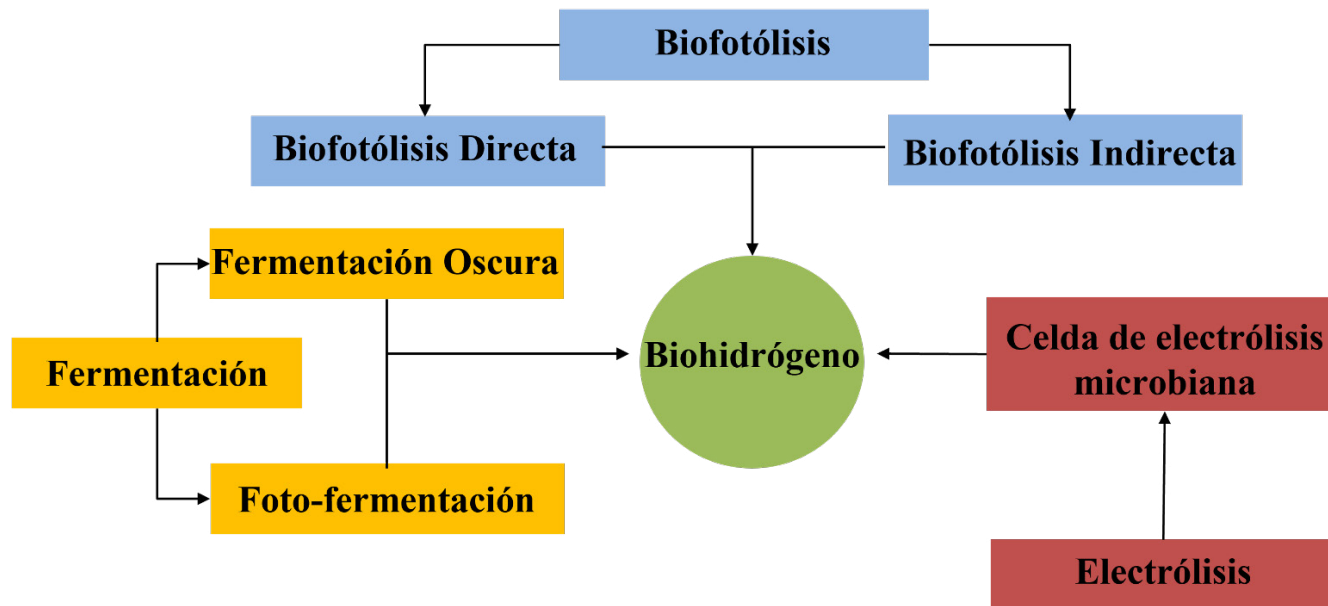 Biofotólisis
Biofotólisis Directa
Biofotólisis Indirecta
Fermentación Oscura
Fermentación
Foto-fermentación
Biohidrógeno
Celda de electrólisis
microbiana
Electrólisis